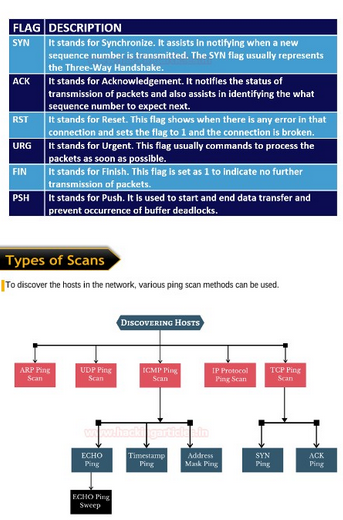 FLAG DESCRIPTION
SYN It stands for Synchronize. It assists in notifying when a new
sequence number is transmitted. The SYN flag usually represents
the Three-Way Handshake.
ACK It stands for Acknowledgement. It notifies the status of
transmission of packets and also assists in identifying the what
sequence number to expect next.
RST It stands for Reset. This flag shows when there is any error in that
connection and sets the flag to 1 and the connection is broken.
URG It stands for Urgent. This flag usually commands to process the
packets as soon as possible.
FIN It stands for Finish. This flag is set as 1 to indicate no further
transmission of packets.
PSH It stands for Push. It is used to start and end data transfer and
prevent occurrence of buffer deadlocks.
Types of Scans
To discover the hosts in the network, various ping scan methods can be used.
DISCOVERING HOSTS
ARP Ping
Scan
UDP Ping
Scan
ICMP Ping
Scan
IP Protocol
Ping Scan
TCP Ping
Scan
www.hackingarticles.in
ECHO
Ping
Timestamp
Ping
Address
Mask Ping
SYN
Ping
ACK
Ping
ECHO Ping
Sweep